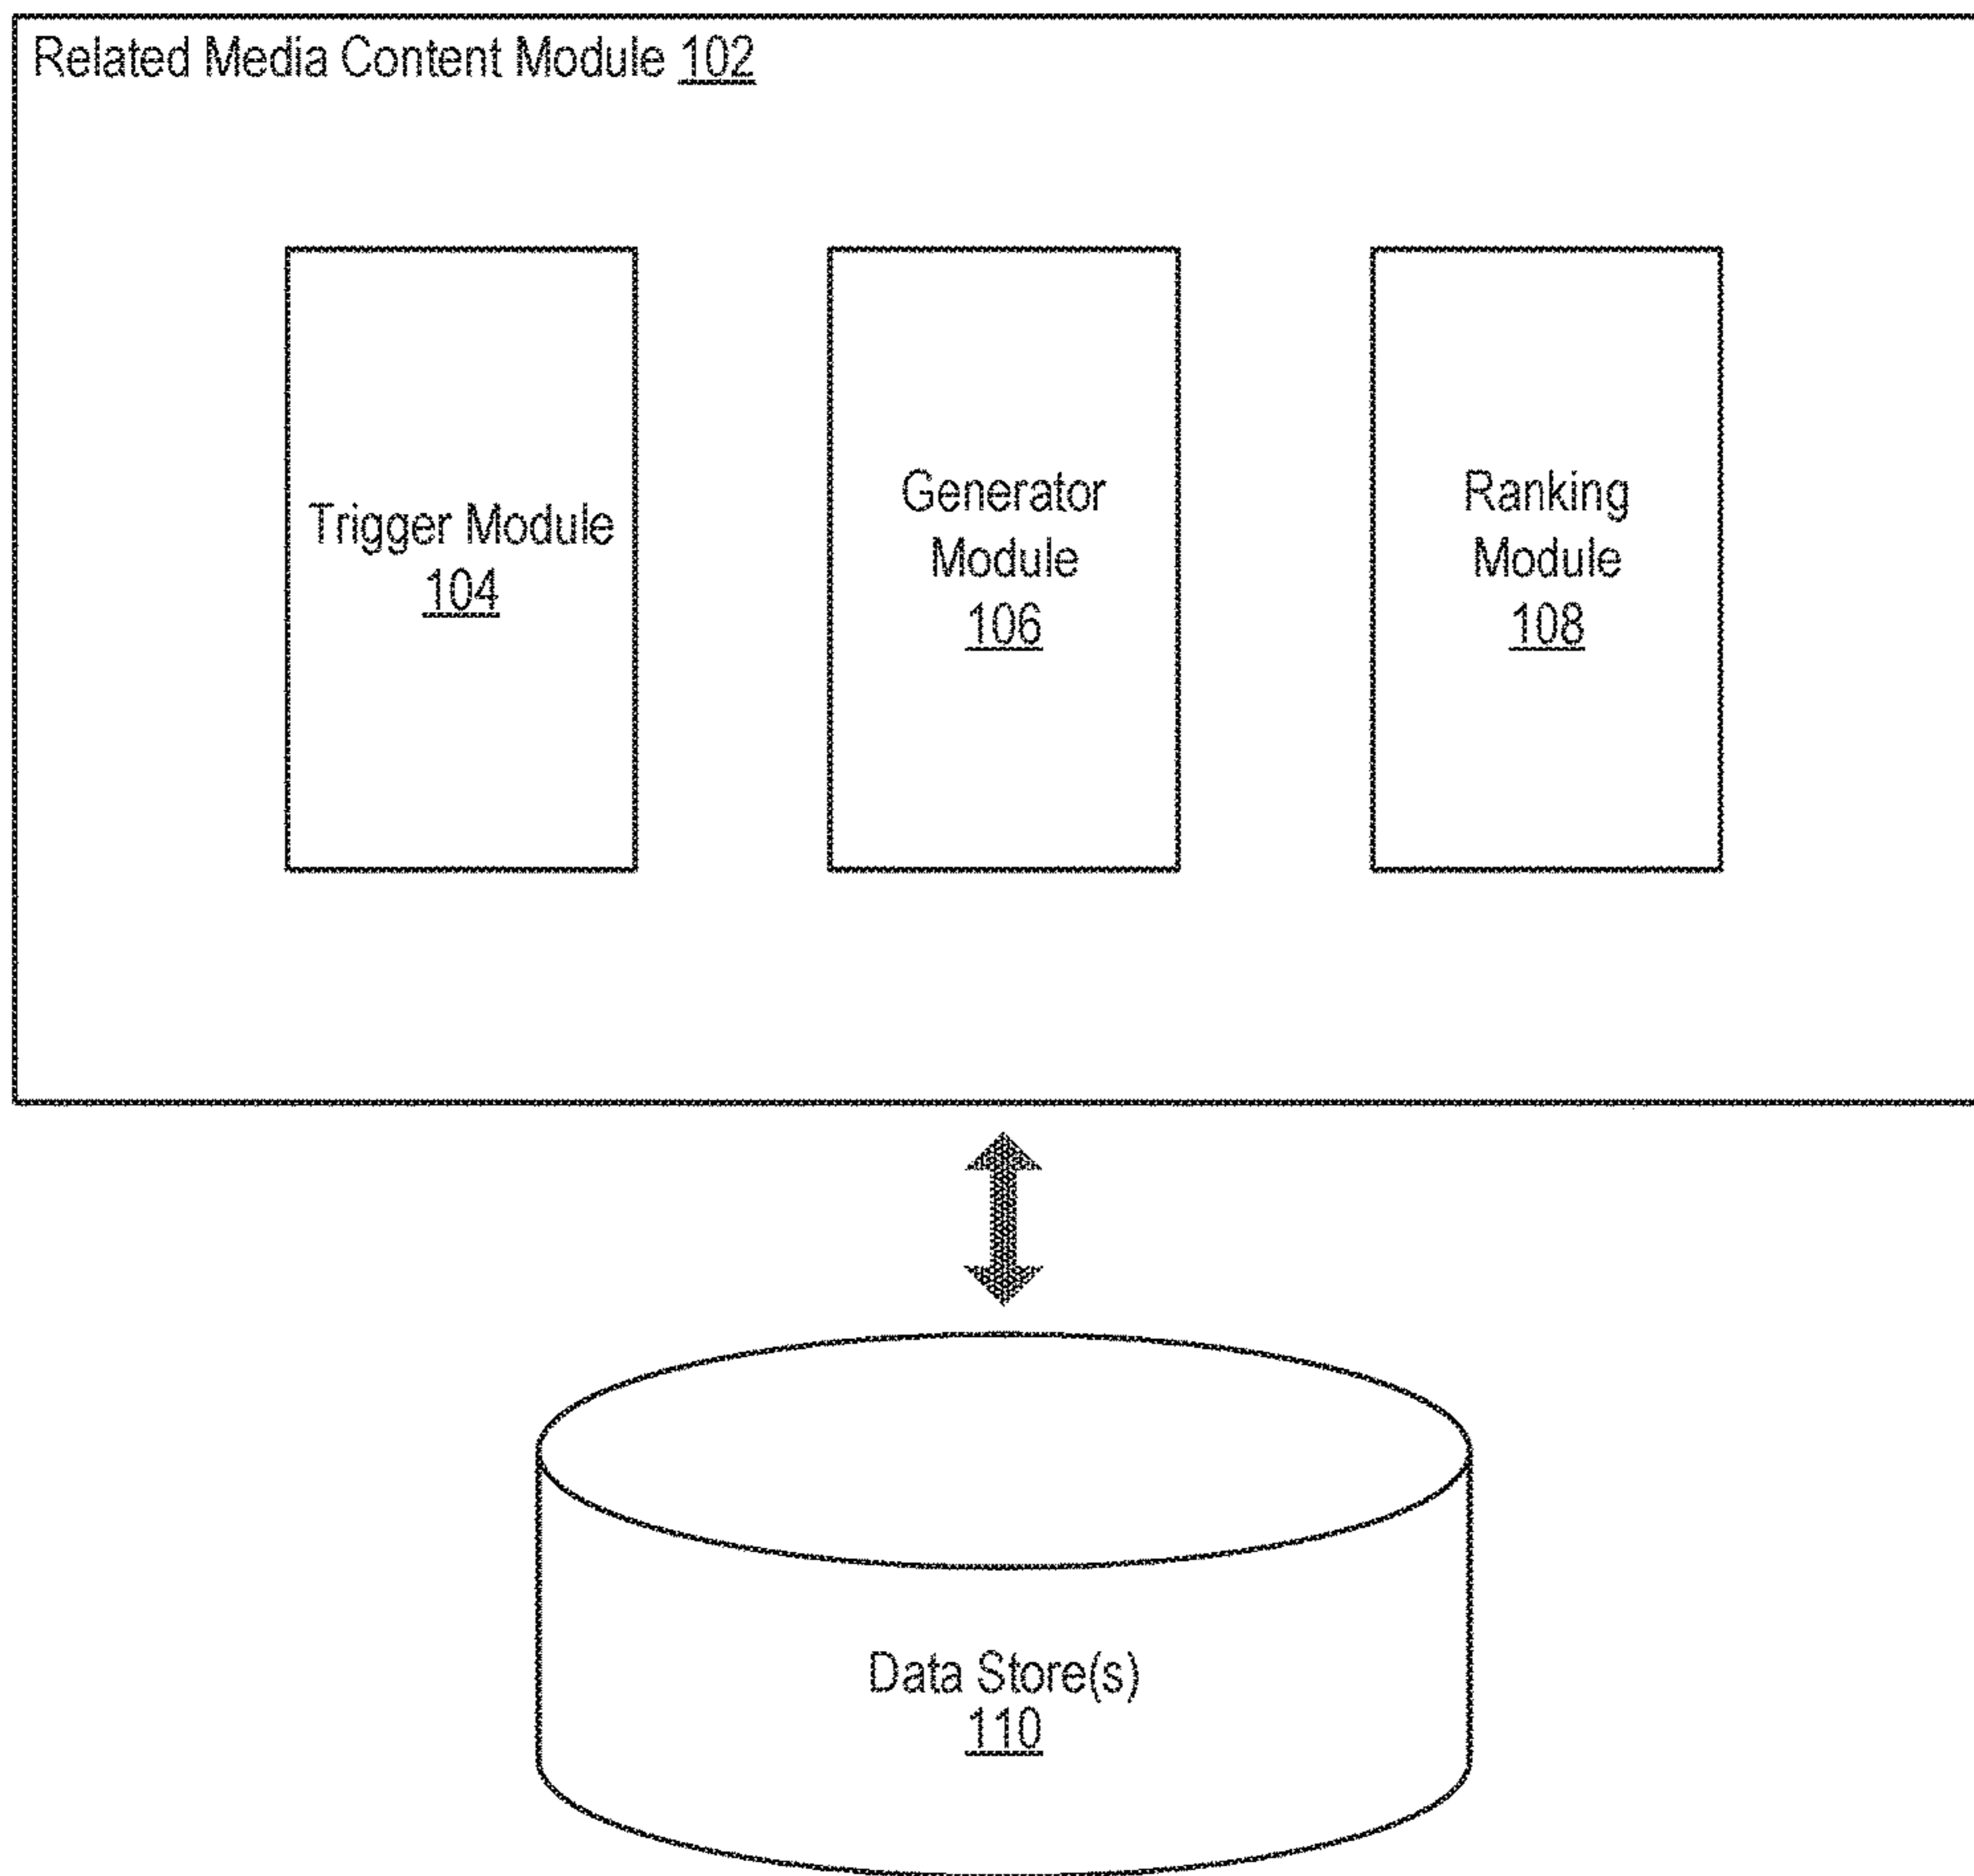 Related Media Content Module 102
Trigger Module
104
Generator
Module
106
Ranking
Module
108
Data Store(s)
110